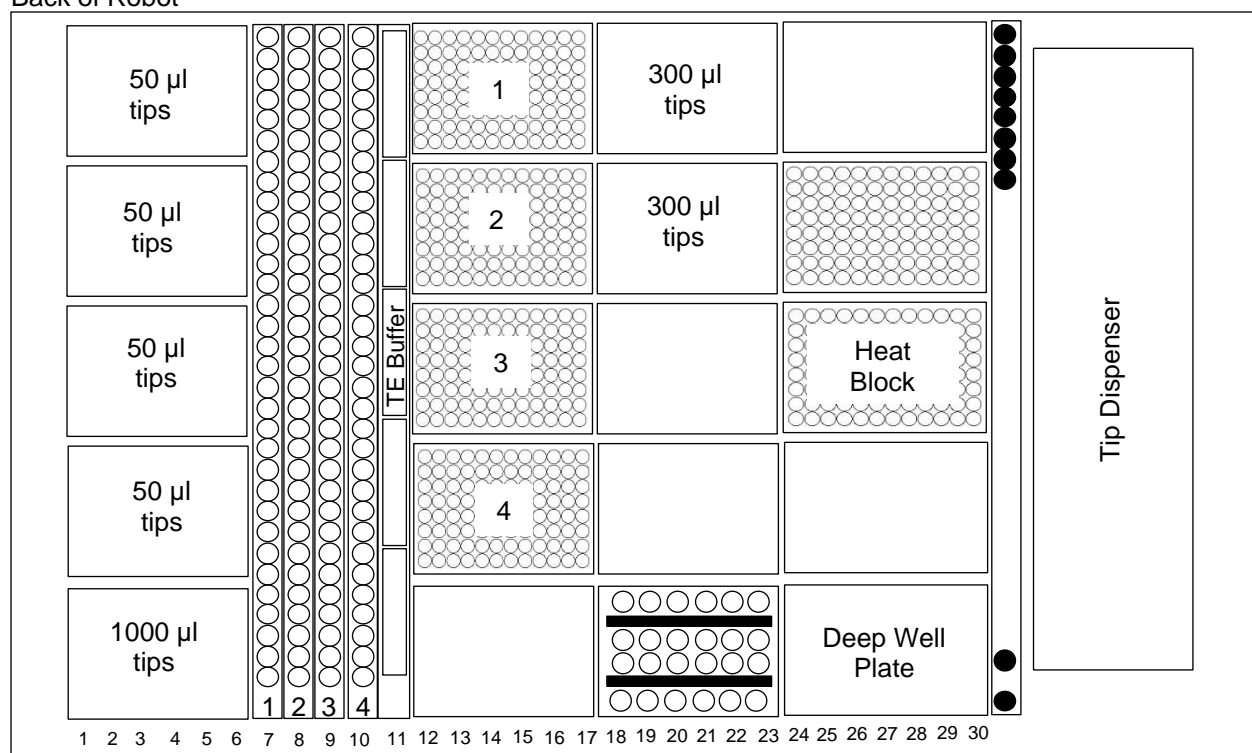 Back of Robot
50 µl
tips
1
300 µl
tips
50 µl
tips
2
300 µl
tips
50 µl
tips
TE Buffer
3
Heat
Block
Tip Dispenser
50 µl
tips
4
1000 µl
tips
Deep Well
Plate
1 2 3 4
1 2 3 4 5 6 7 8 9 10 11 12 13 14 15 16 17 18 19 20 21 22 23 24 25 26 27 28 29 30